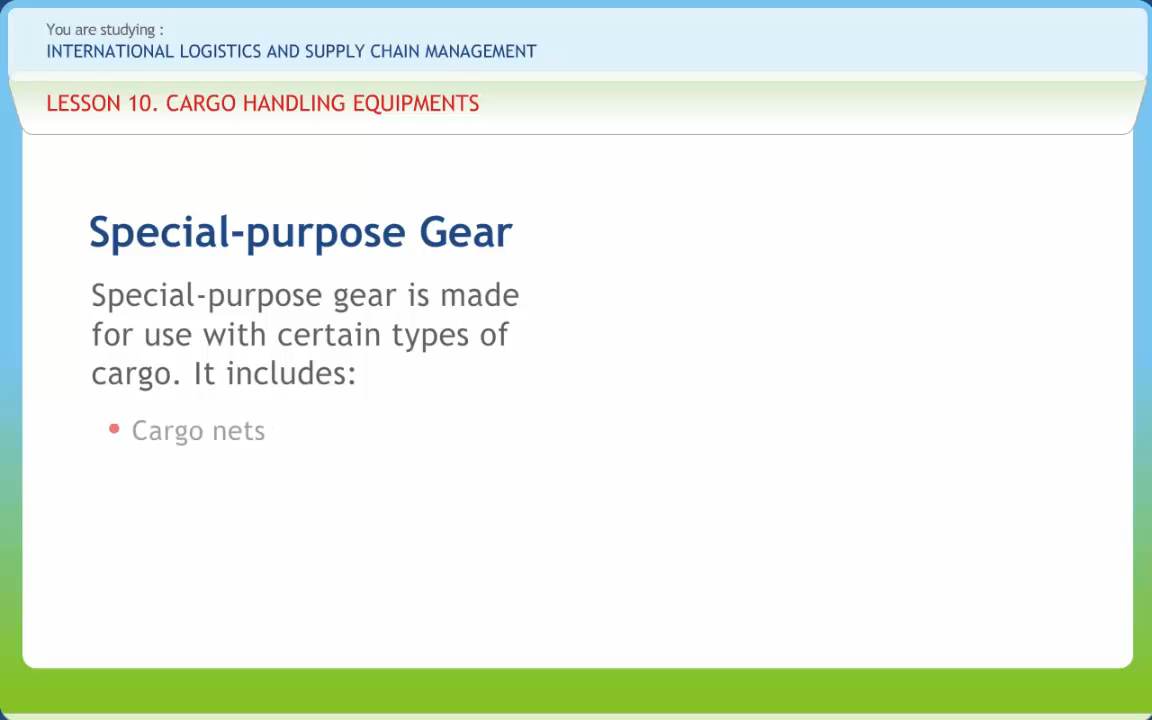 You are studying :
INTERNATIONAL LOGISTICS AND SUPPLY CHAIN MANAGEMENT
LESSON 10. CARGO HANDLING EQUIPMENTS
Special-purpose Gear
Special-purpose gear is made
for use with certain types of
cargo. It includes:
• Cargo nets